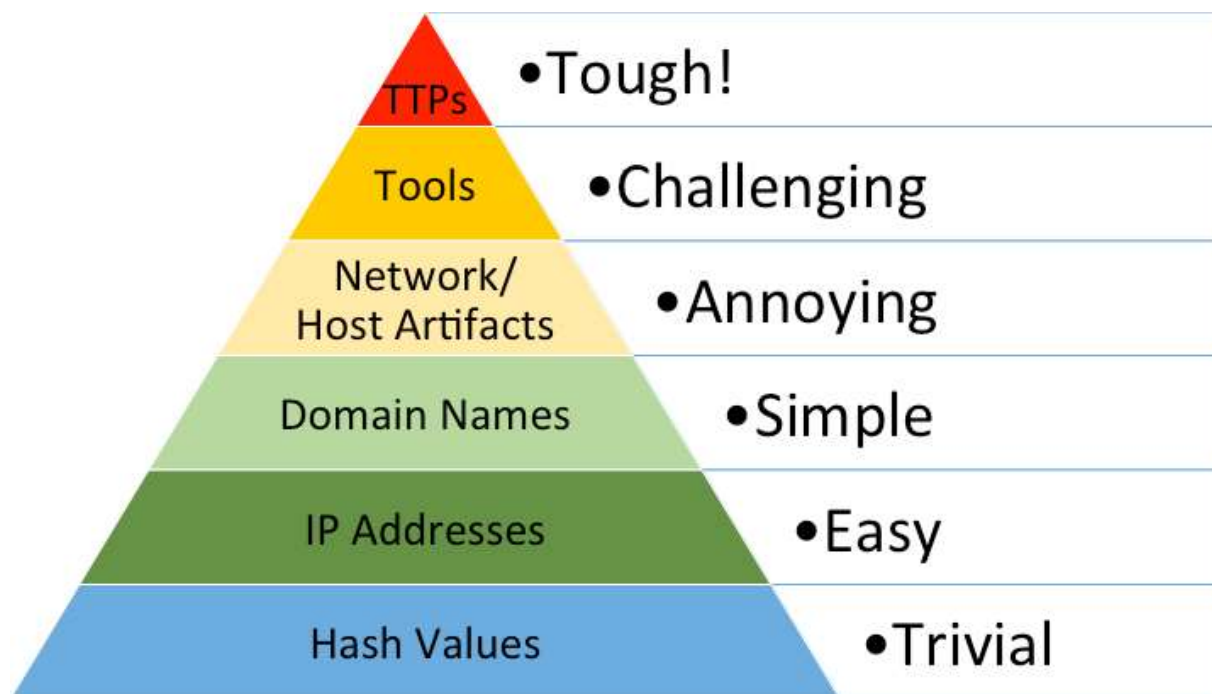 TTPs
•Tough!
Tools
•Challenging
Network/
Host Artifacts
•Annoying
Domain Names
•Simple
IP Addresses
•Easy
Hash Values
•Trivial